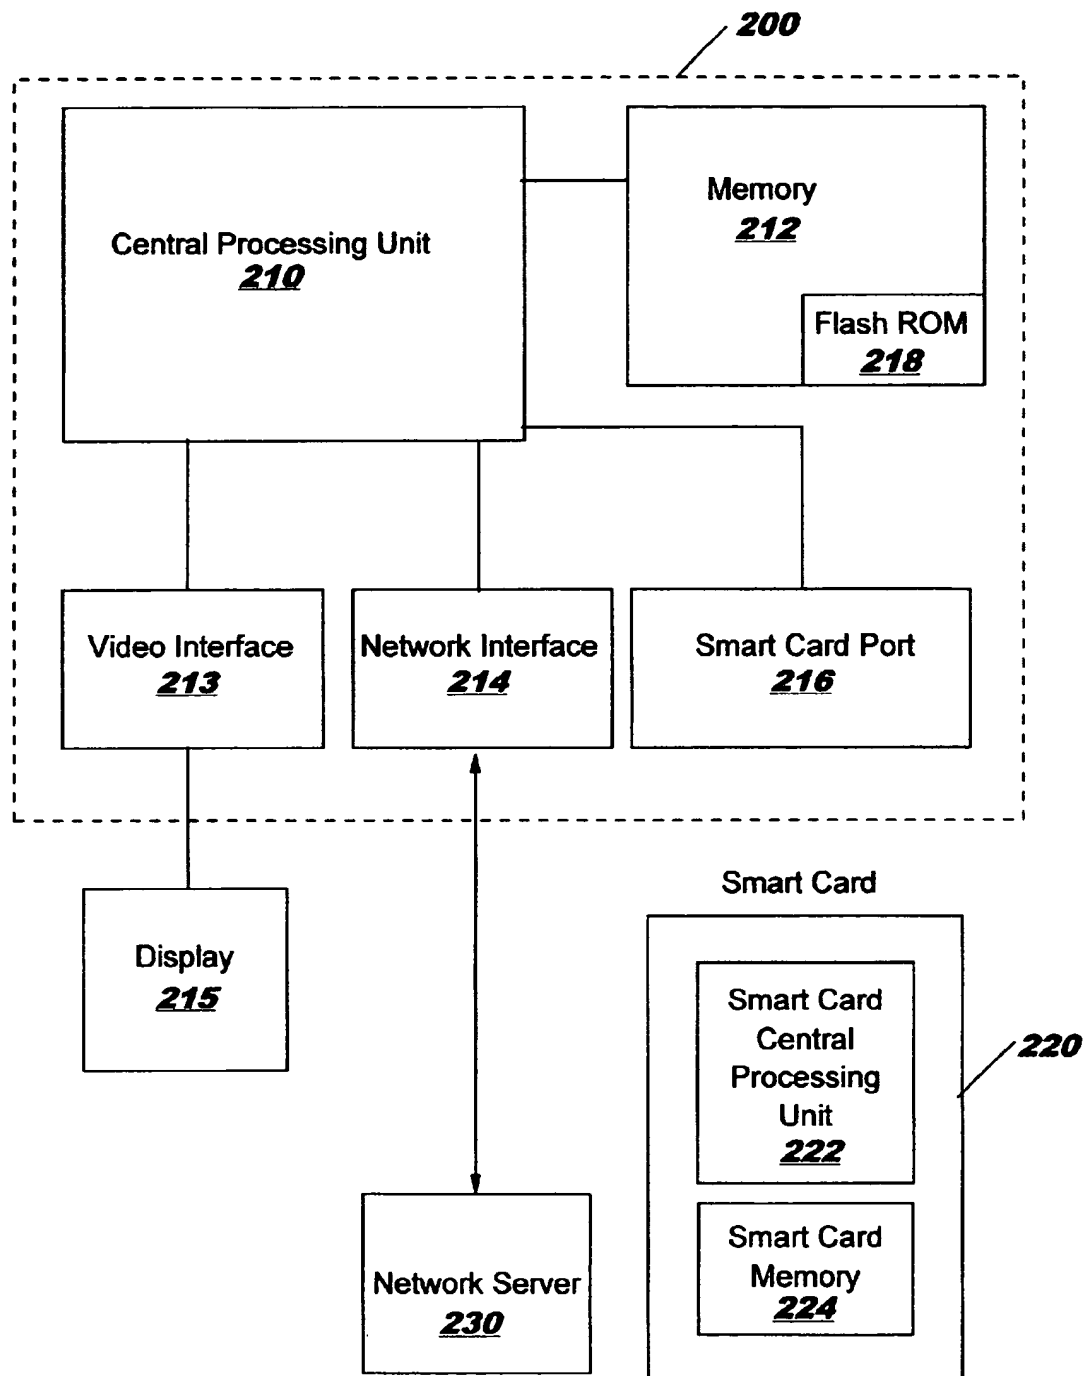 200
Central Processing Unit
210
Memory
212
Flash ROM
218
Video Interface
213
Network Interface
214
Smart Card Port
216
Display
215
Smart Card
Smart Card
Central
Processing
Unit
222
220
Smart Card
Memory
224
Network Server
230